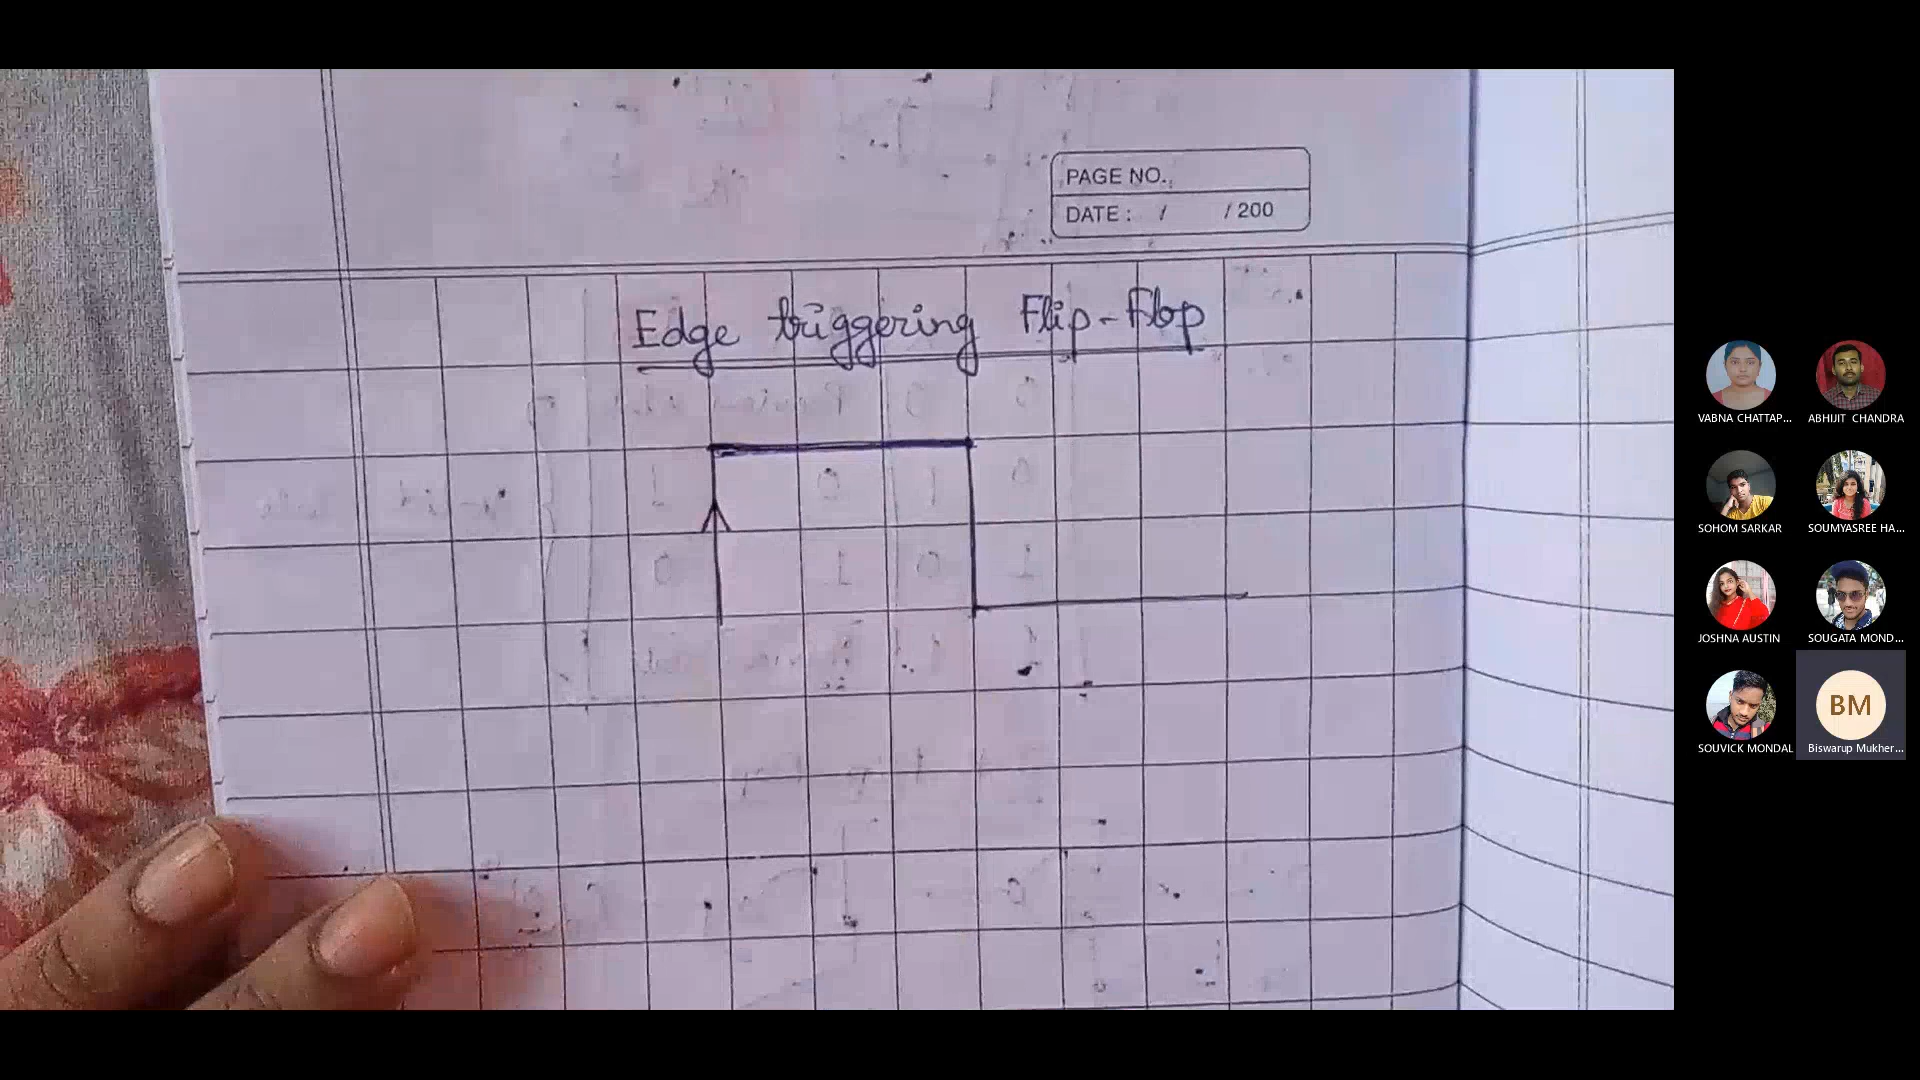 PAGE NO.
DATE : / / 200
Edge triggering Flip-Flop
VABNA CHATTAP...
ABHIJIT CHANDRA
SOHOM SARKAR
SOUMYASREE HA...
JOSHNA AUSTIN
SOUGATA MOND...
SOUVICK MONDAL
BM
Biswarup Mukher...